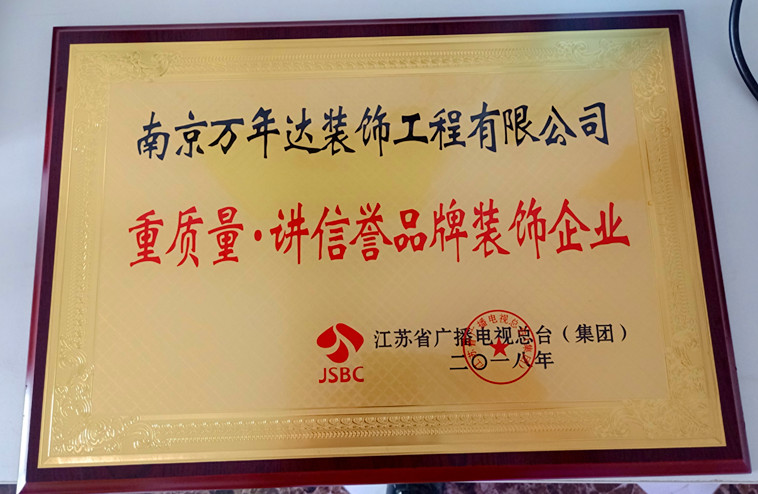 南京万年达装饰工程有限公司
重质量·讲信誉品牌装饰企业
JSBC
江苏省广播电视总台（集团）
二〇一八年